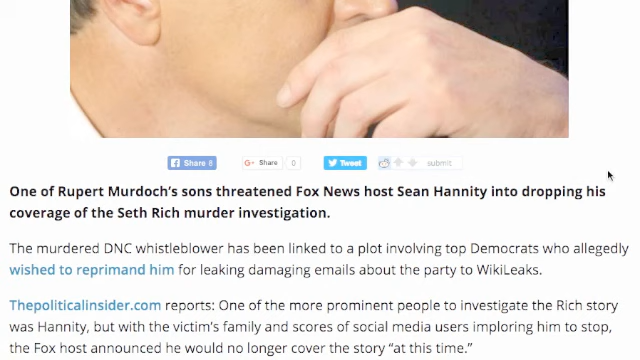 Share 6
Share
0
Tweet
submit
One of Rupert Murdoch's sons threatened Fox News host Sean Hannity into dropping his
coverage of the Seth Rich murder investigation.
The murdered DNC whistleblower has been linked to a plot involving top Democrats who allegedly
wished to reprimand him for leaking damaging emails about the party to WikiLeaks.
Thepoliticalinsider.com reports: One of the more prominent people to investigate the Rich story
was Hannity, but with the victim's family and scores of social media users imploring him to stop,
the Fox host announced he would no longer cover the story “at this time.”